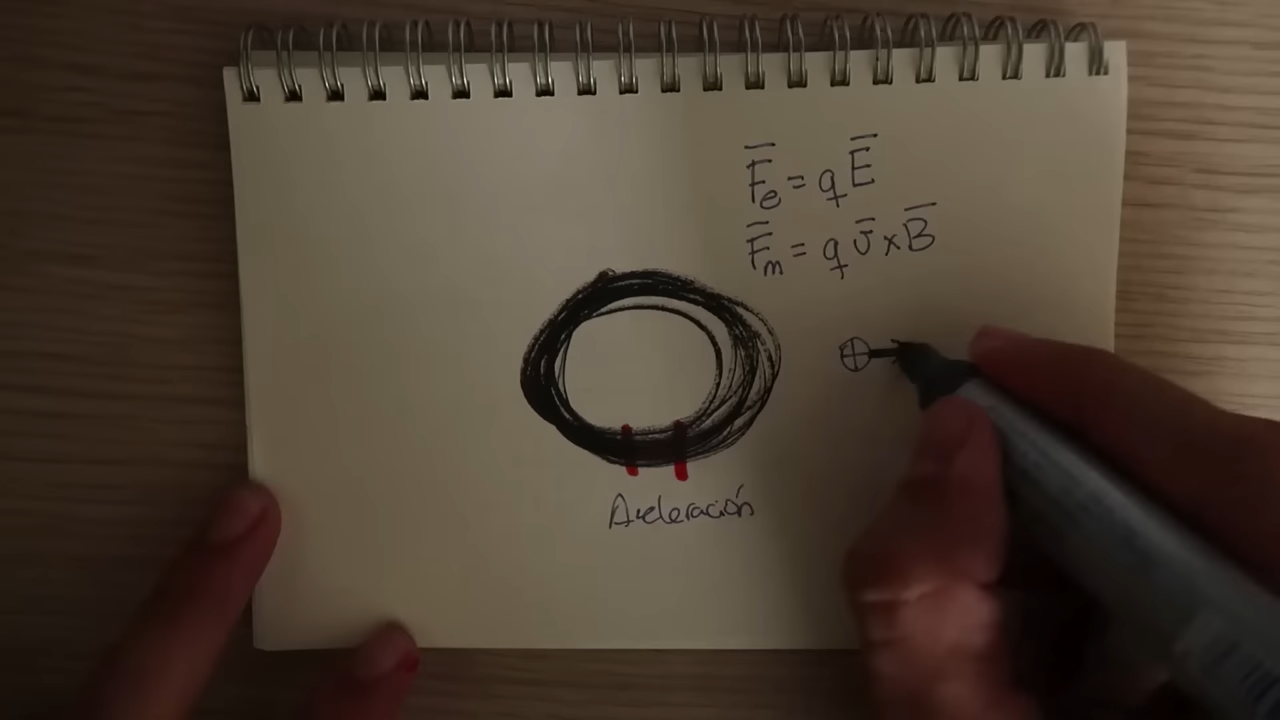 F̅e = q E̅
F̅m = q v̅ x B̅
Aceleración